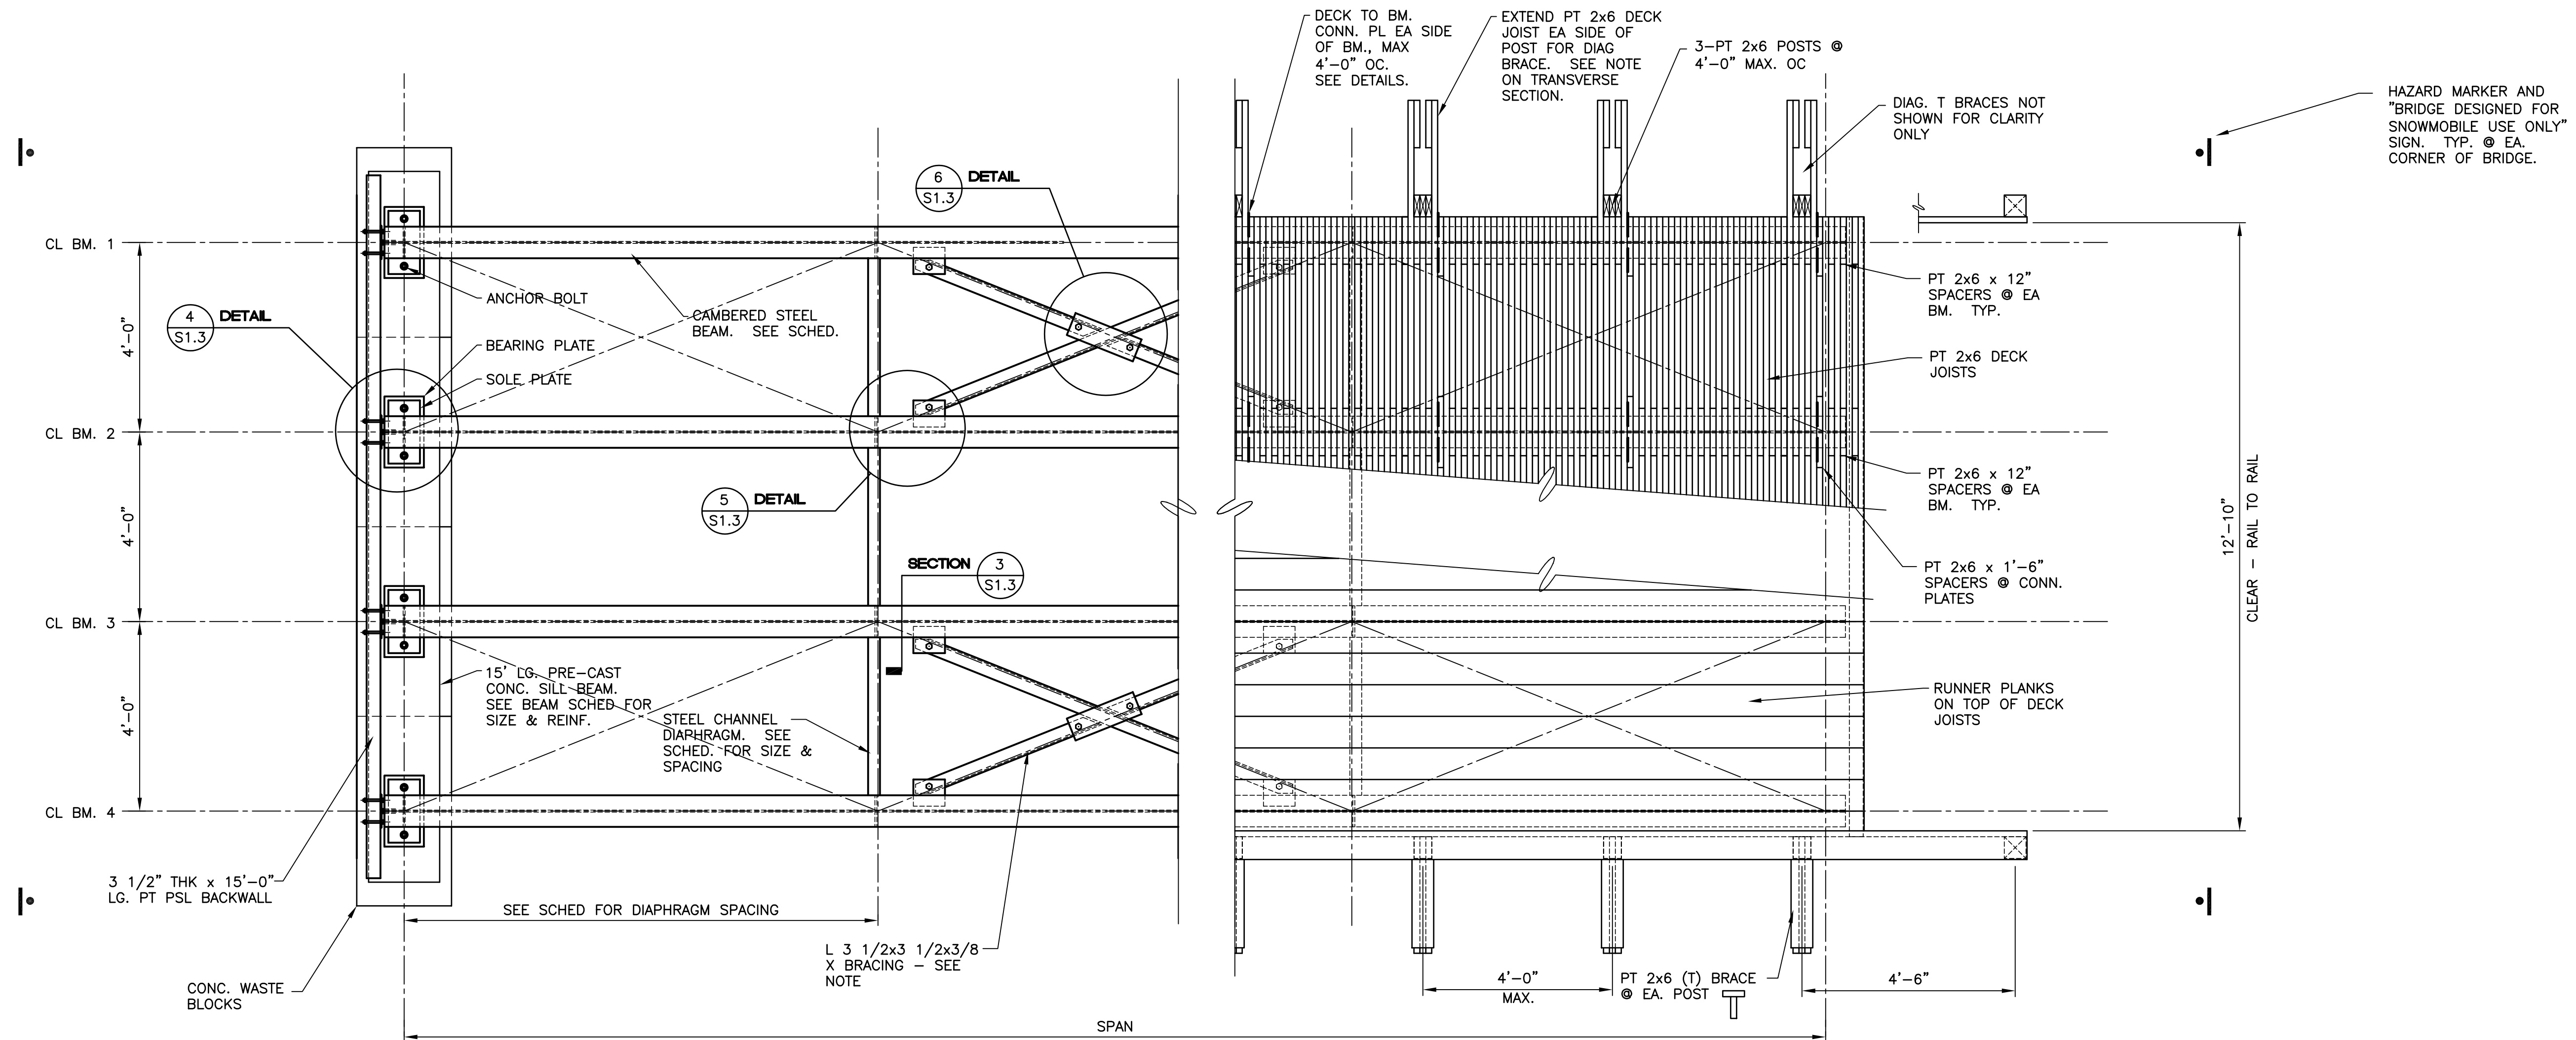 DECK TO BM.
CONN. PL EA SIDE
OF BM., MAX
4'-0" OC.
SEE DETAILS.
EXTEND PT 2x6 DECK
JOIST EA SIDE OF
POST FOR DIAG
BRACE. SEE NOTE
ON TRANSVERSE
SECTION.
3-PT 2x6 POSTS @
4'-0" MAX. OC
DIAG. T BRACES NOT
SHOWN FOR CLARITY
ONLY
HAZARD MARKER AND
"BRIDGE DESIGNED FOR
SNOWMOBILE USE ONLY"
SIGN. TYP. @ EA.
CORNER OF BRIDGE.
6
S1.3
DETAIL
CL BM. 1
ANCHOR BOLT
CAMBERED STEEL
BEAM. SEE SCHED.
4
S1.3
DETAIL
4'-0"
BEARING PLATE
SOLE PLATE
PT 2x6 x 12"
SPACERS @ EA
BM. TYP.
PT 2x6 DECK
JOISTS
CL BM. 2
5
S1.3
DETAIL
PT 2x6 x 12"
SPACERS @ EA
BM. TYP.
4'-0"
SECTION
3
S1.3
PT 2x6 x 1'-6"
SPACERS @ CONN.
PLATES
12'-10"
CLEAR - RAIL TO RAIL
CL BM. 3
15' LG. PRE-CAST
CONC. SILL BEAM.
SEE BEAM SCHED FOR
SIZE & REINF.
4'-0"
STEEL CHANNEL
DIAPHRAGM. SEE
SCHED. FOR SIZE &
SPACING
RUNNER PLANKS
ON TOP OF DECK
JOISTS
CL BM. 4
3 1/2" THK x 15'-0"
LG. PT PSL BACKWALL
SEE SCHED FOR DIAPHRAGM SPACING
L 3 1/2x3 1/2x3/8
X BRACING - SEE
NOTE
CONC. WASTE
BLOCKS
4'-0"
MAX.
PT 2x6 (T) BRACE
@ EA. POST
4'-6"
SPAN